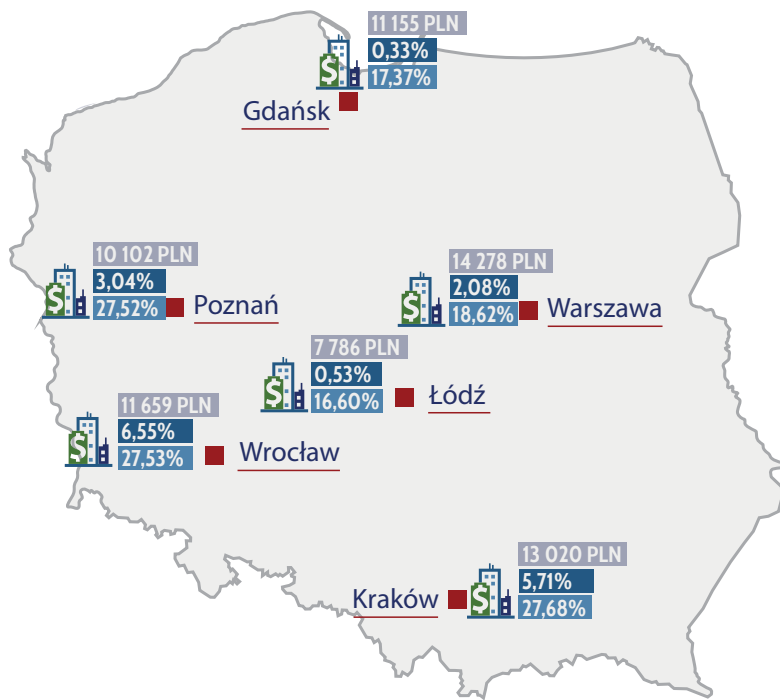 11 155 PLN
0,33%
17,37%
Gdańsk
10 102 PLN
3,04%
27,52%
Poznań
14 278 PLN
2,08%
18,62%
Warszawa
7 786 PLN
0,53%
16,60%
Łódź
11 659 PLN
6,55%
27,53%
Wrocław
13 020 PLN
5,71%
27,68%
Kraków